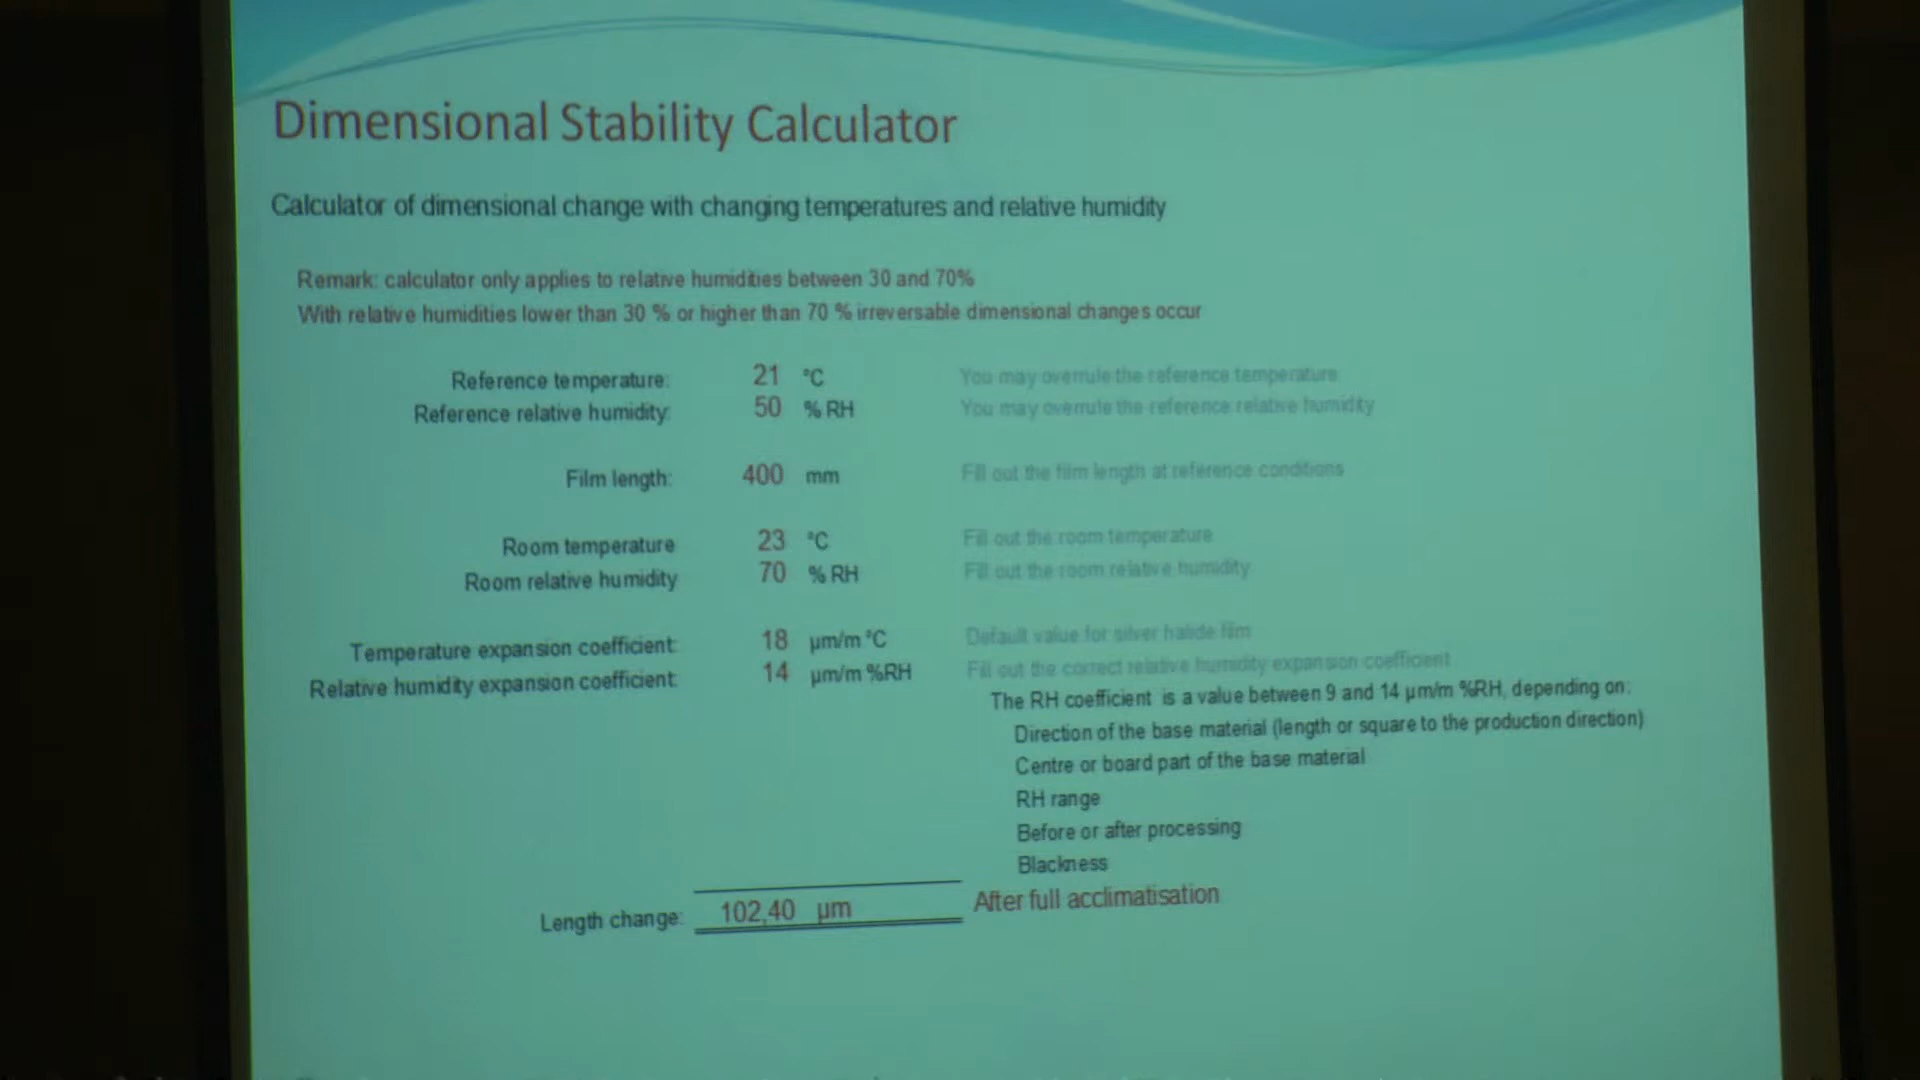 Dimensional Stability Calculator
Calculator of dimensional change with changing temperatures and relative humidity
Remark: calculator only applies to relative humidities between 30 and 70%
With relative humidities lower than 30 % or higher than 70 % irreversable dimensional changes occur
Reference temperature: 21 °C You may overrule the reference temperature
Reference relative humidity: 50 % RH You may overrule the reference relative humidity
Film length: 400 mm Fill out the film length at reference conditions
Room temperature 23 °C Fill out the room temperature
Room relative humidity 70 % RH Fill out the room relative humidity
Temperature expansion coefficient: 18 µm/m °C Default value for silver halide film
Relative humidity expansion coefficient: 14 µm/m %RH Fill out the correct relative humidity expansion coefficient
The RH coefficient is a value between 9 and 14 µm/m %RH, depending on:
Direction of the base material (length or square to the production direction)
Centre or board part of the base material
RH range
Before or after processing
Blackness
Length change: 102,40 µm After full acclimatisation